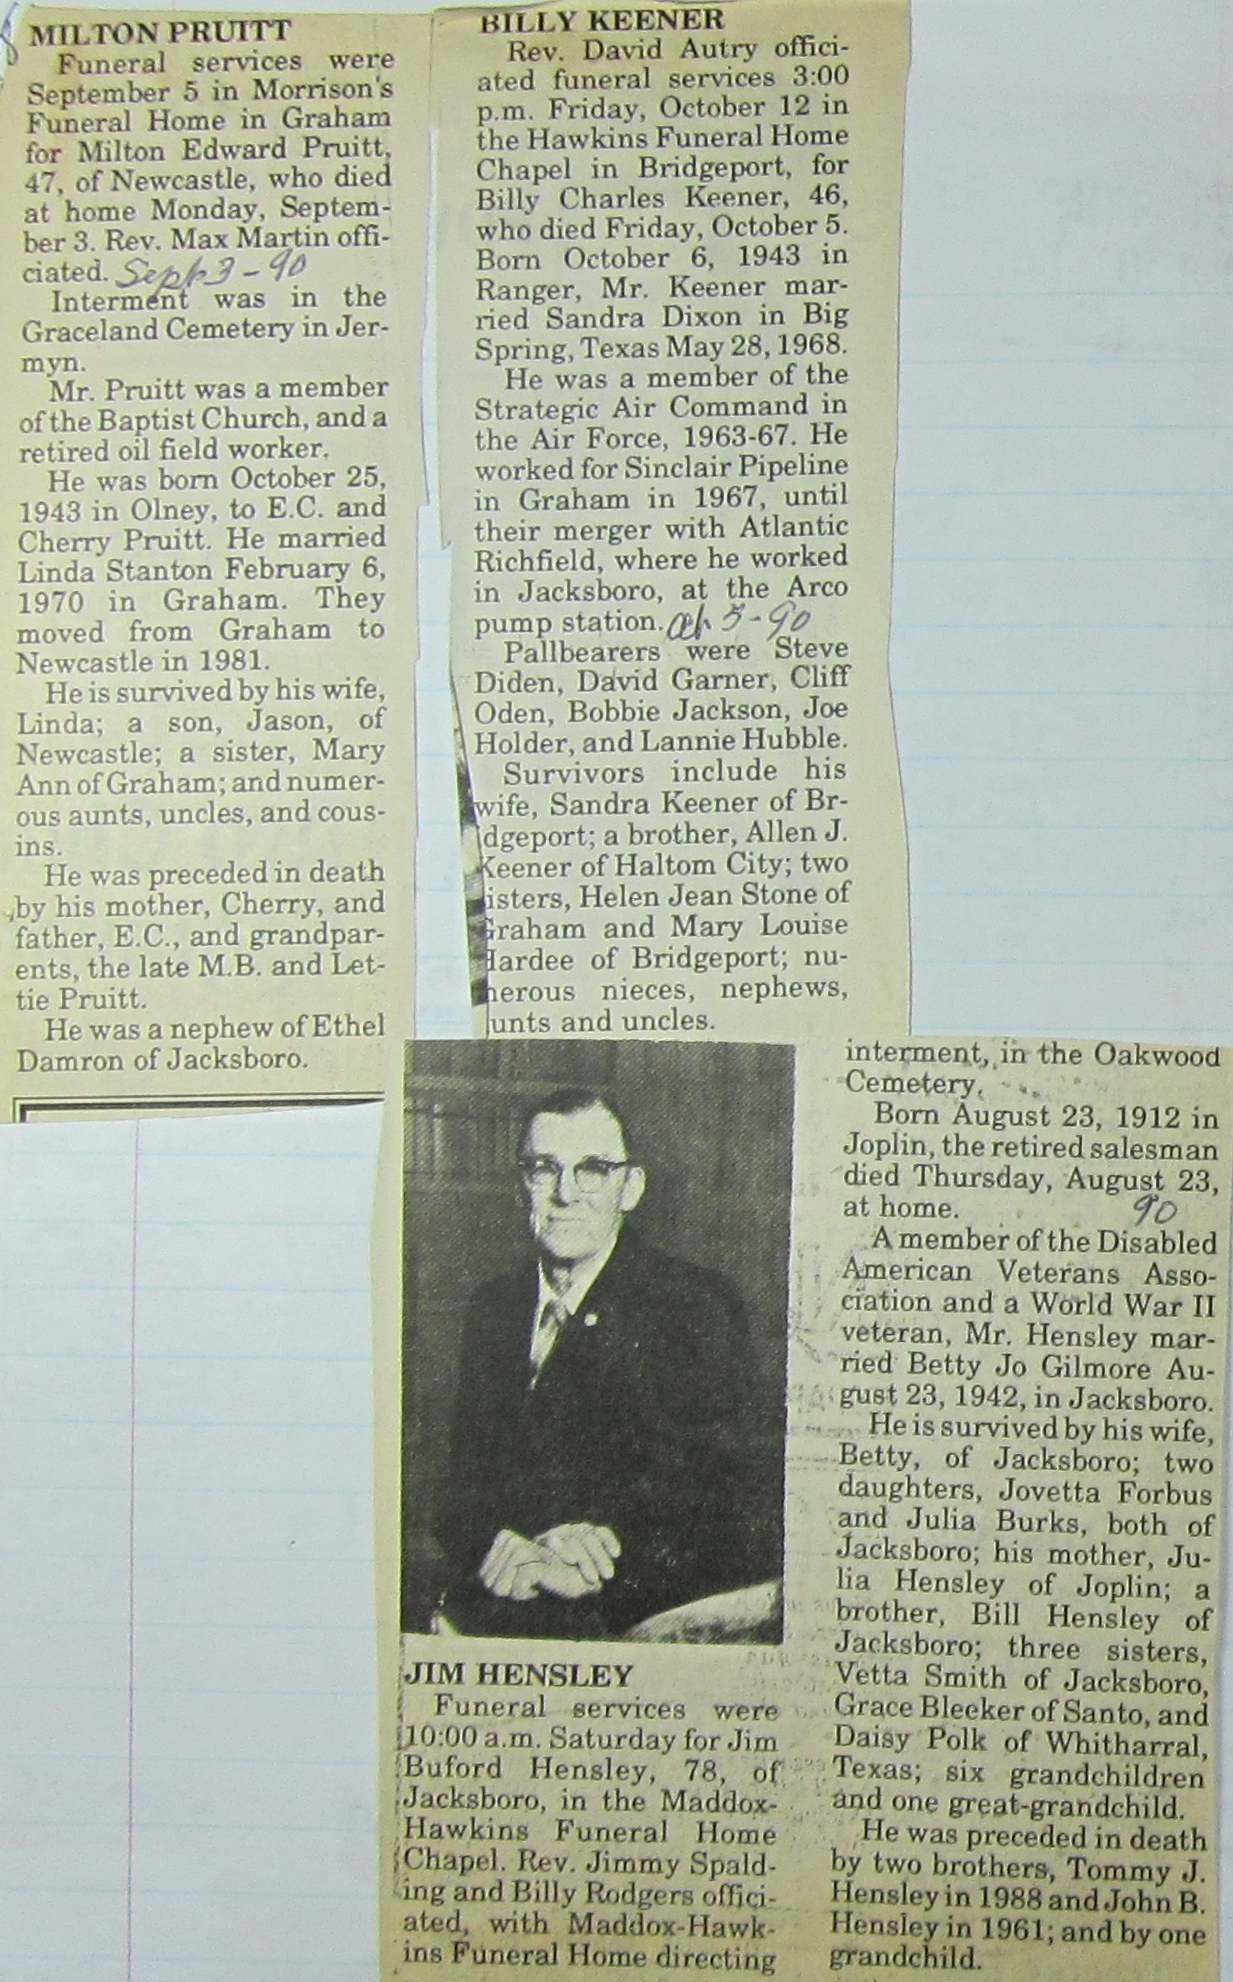 MILTON PRUITT
Funeral services were
September 5 in Morrison's
Funeral Home in Graham
for Milton Edward Pruitt,
47, of Newcastle, who died
at home Monday, Septem-
ber 3. Rev. Max Martin offi-
ciated. Sept 3-90
Interment was in the
Graceland Cemetery in Jer-
myn.
Mr. Pruitt was a member
of the Baptist Church, and a
retired oil field worker.
He was born October 25,
1943 in Olney, to E.C. and
Cherry Pruitt. He married
Linda Stanton February 6,
1970 in Graham. They
moved from Graham to
Newcastle in 1981.
He is survived by his wife,
Linda; a son, Jason, of
Newcastle; a sister, Mary
Ann of Graham; and numer-
ous aunts, uncles, and cous-
ins.
He was preceded in death
by his mother, Cherry, and
father, E.C., and grandpar-
ents, the late M.B. and Let-
tie Pruitt.
He was a nephew of Ethel
Damron of Jacksboro.
BILLY KEENER
Rev. David Autry offici-
ated funeral services 3:00
p.m. Friday, October 12 in
the Hawkins Funeral Home
Chapel in Bridgeport, for
Billy Charles Keener, 46,
who died Friday, October 5.
Born October 6, 1943 in
Ranger, Mr. Keener mar-
ried Sandra Dixon in Big
Spring, Texas May 28, 1968.
He was a member of the
Strategic Air Command in
the Air Force, 1963-67. He
worked for Sinclair Pipeline
in Graham in 1967, until
their merger with Atlantic
Richfield, where he worked
in Jacksboro, at the Arco
pump station. 5-90
Pallbearers were Steve
Diden, David Garner, Cliff
Oden, Bobbie Jackson, Joe
Holder, and Lannie Hubble.
Survivors include his
wife, Sandra Keener of Br-
dgeport; a brother, Allen J.
Keener of Haltom City; two
isters, Helen Jean Stone of
Graham and Mary Louise
Hardee of Bridgeport; nu-
merous nieces, nephews,
unts and uncles.
JIM HENSLEY
Funeral services were
10:00 a.m. Saturday for Jim
Buford Hensley, 78, of
Jacksboro, in the Maddox-
Hawkins Funeral Home
Chapel. Rev. Jimmy Spald-
ing and Billy Rodgers offici-
ated, with Maddox-Hawk-
ins Funeral Home directing
interment, in the Oakwood
Cemetery.
Born August 23, 1912 in
Joplin, the retired salesman
died Thursday, August 23,
at home. 90
A member of the Disabled
American Veterans Asso-
ciation and a World War II
veteran, Mr. Hensley mar-
ried Betty Jo Gilmore Au-
gust 23, 1942, in Jacksboro.
He is survived by his wife,
Betty, of Jacksboro; two
daughters, Jovetta Forbus
and Julia Burks, both of
Jacksboro; his mother, Ju-
lia Hensley of Joplin; a
brother, Bill Hensley of
Jacksboro; three sisters,
Vetta Smith of Jacksboro,
Grace Bleeker of Santo, and
Daisy Polk of Whitharral,
Texas; six grandchildren
and one great-grandchild.
He was preceded in death
by two brothers, Tommy J.
Hensley in 1988 and John B.
Hensley in 1961; and by one
grandchild.